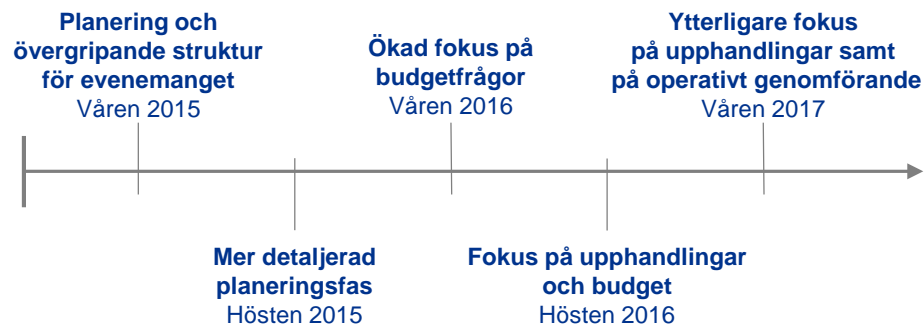 Planering och
övergripande struktur
för evenemanget
Våren 2015
Ökad fokus på
budgetfrågor
Våren 2016
Ytterligare fokus
på upphandlingar samt
på operativt genomförande
Våren 2017
Mer detaljerad
planeringsfas
Hösten 2015
Fokus på upphandlingar
och budget
Hösten 2016